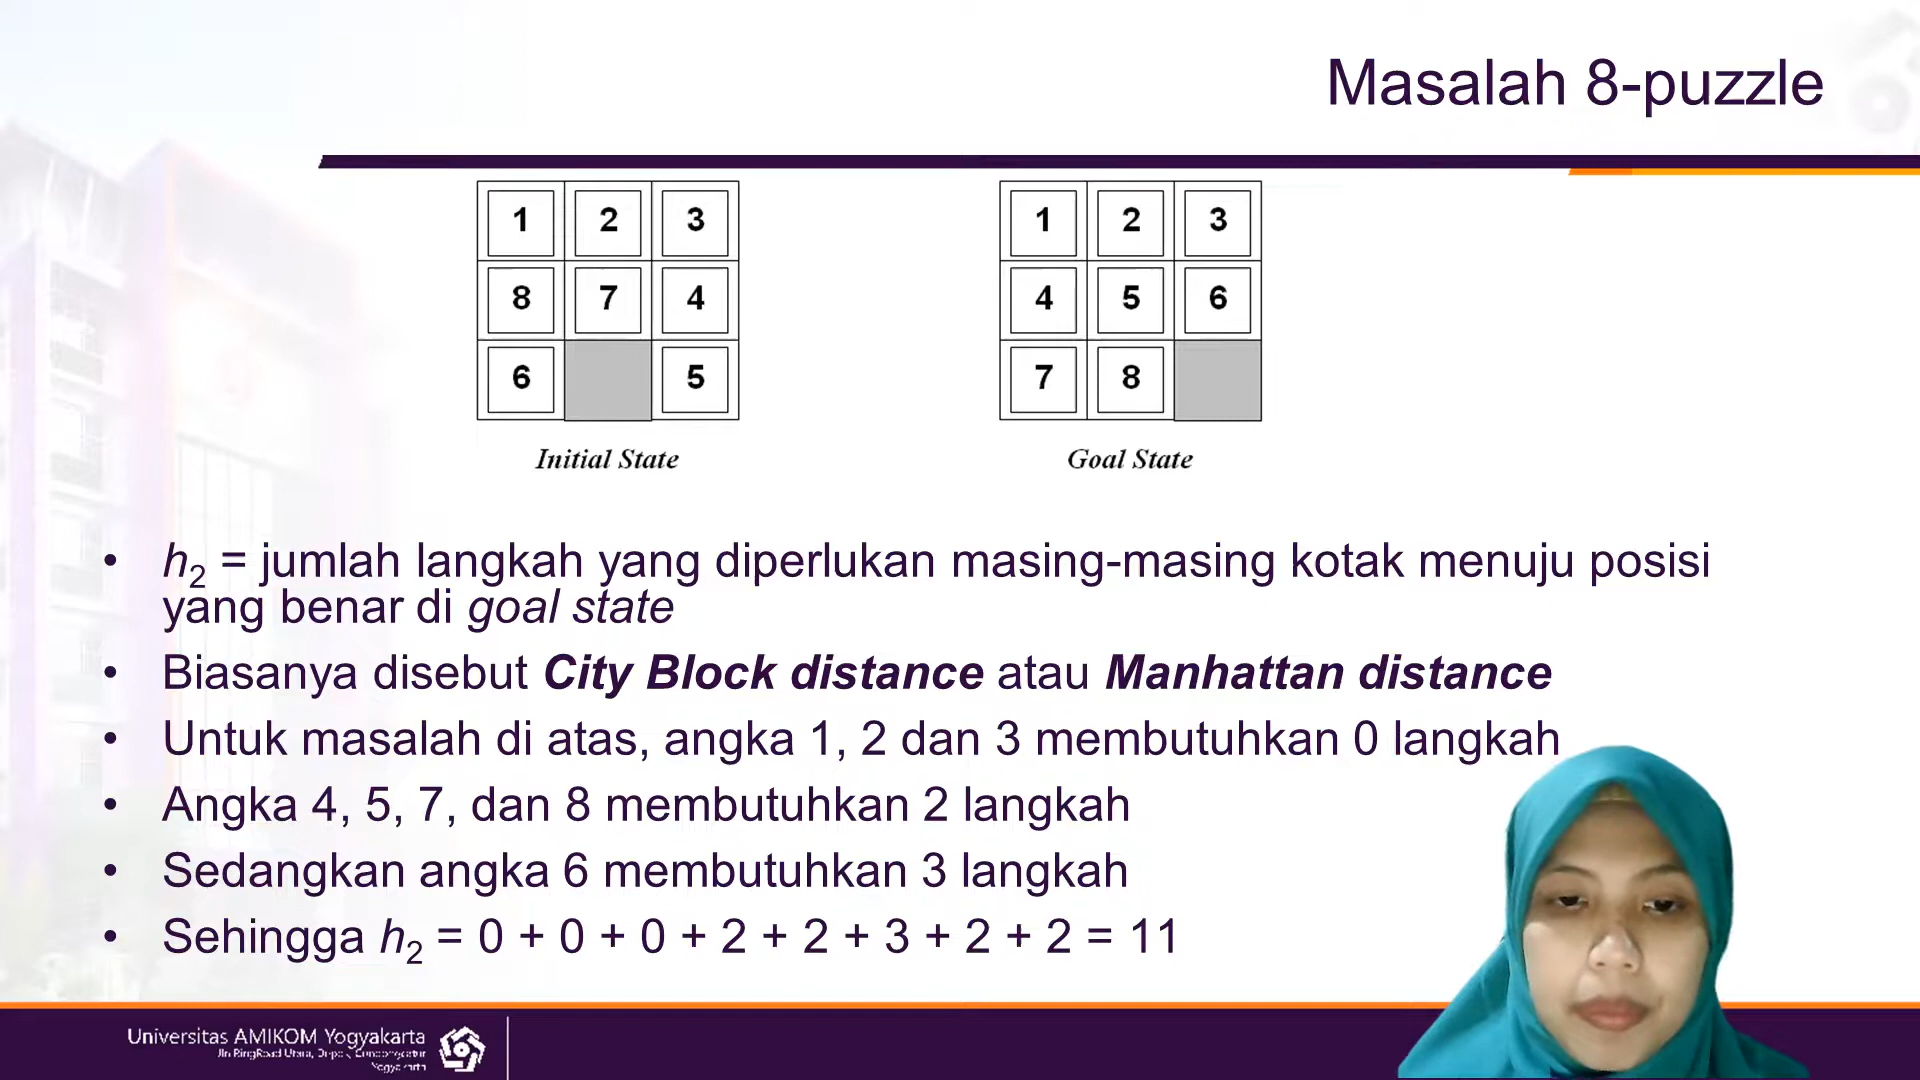 Masalah 8-puzzle
1 2 3
8 7 4
6 5
Initial State
1 2 3
4 5 6
7 8
Goal State
• h2 = jumlah langkah yang diperlukan masing-masing kotak menuju posisi
yang benar di goal state
• Biasanya disebut City Block distance atau Manhattan distance
• Untuk masalah di atas, angka 1, 2 dan 3 membutuhkan 0 langkah
• Angka 4, 5, 7, dan 8 membutuhkan 2 langkah
• Sedangkan angka 6 membutuhkan 3 langkah
• Sehingga h2 = 0 + 0 + 0 + 2 + 2 + 3 + 2 + 2 = 11
Universitas AMIKOM Yogyakarta
Jln RingRoad Utara,